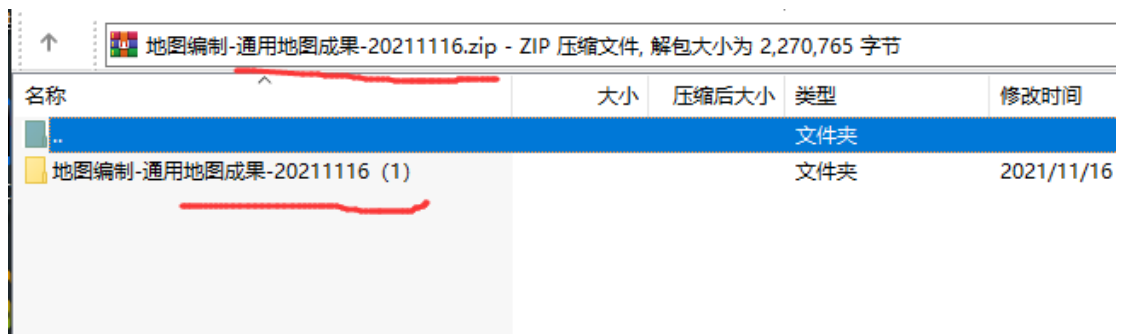 地图编制-通用地图成果-20211116.zip - ZIP 压缩文件, 解包大小为 2,270,765 字节
名称 大小 压缩后大小 类型 修改时间
.. 文件夹
地图编制-通用地图成果-20211116（1） 文件夹 2021/11/16